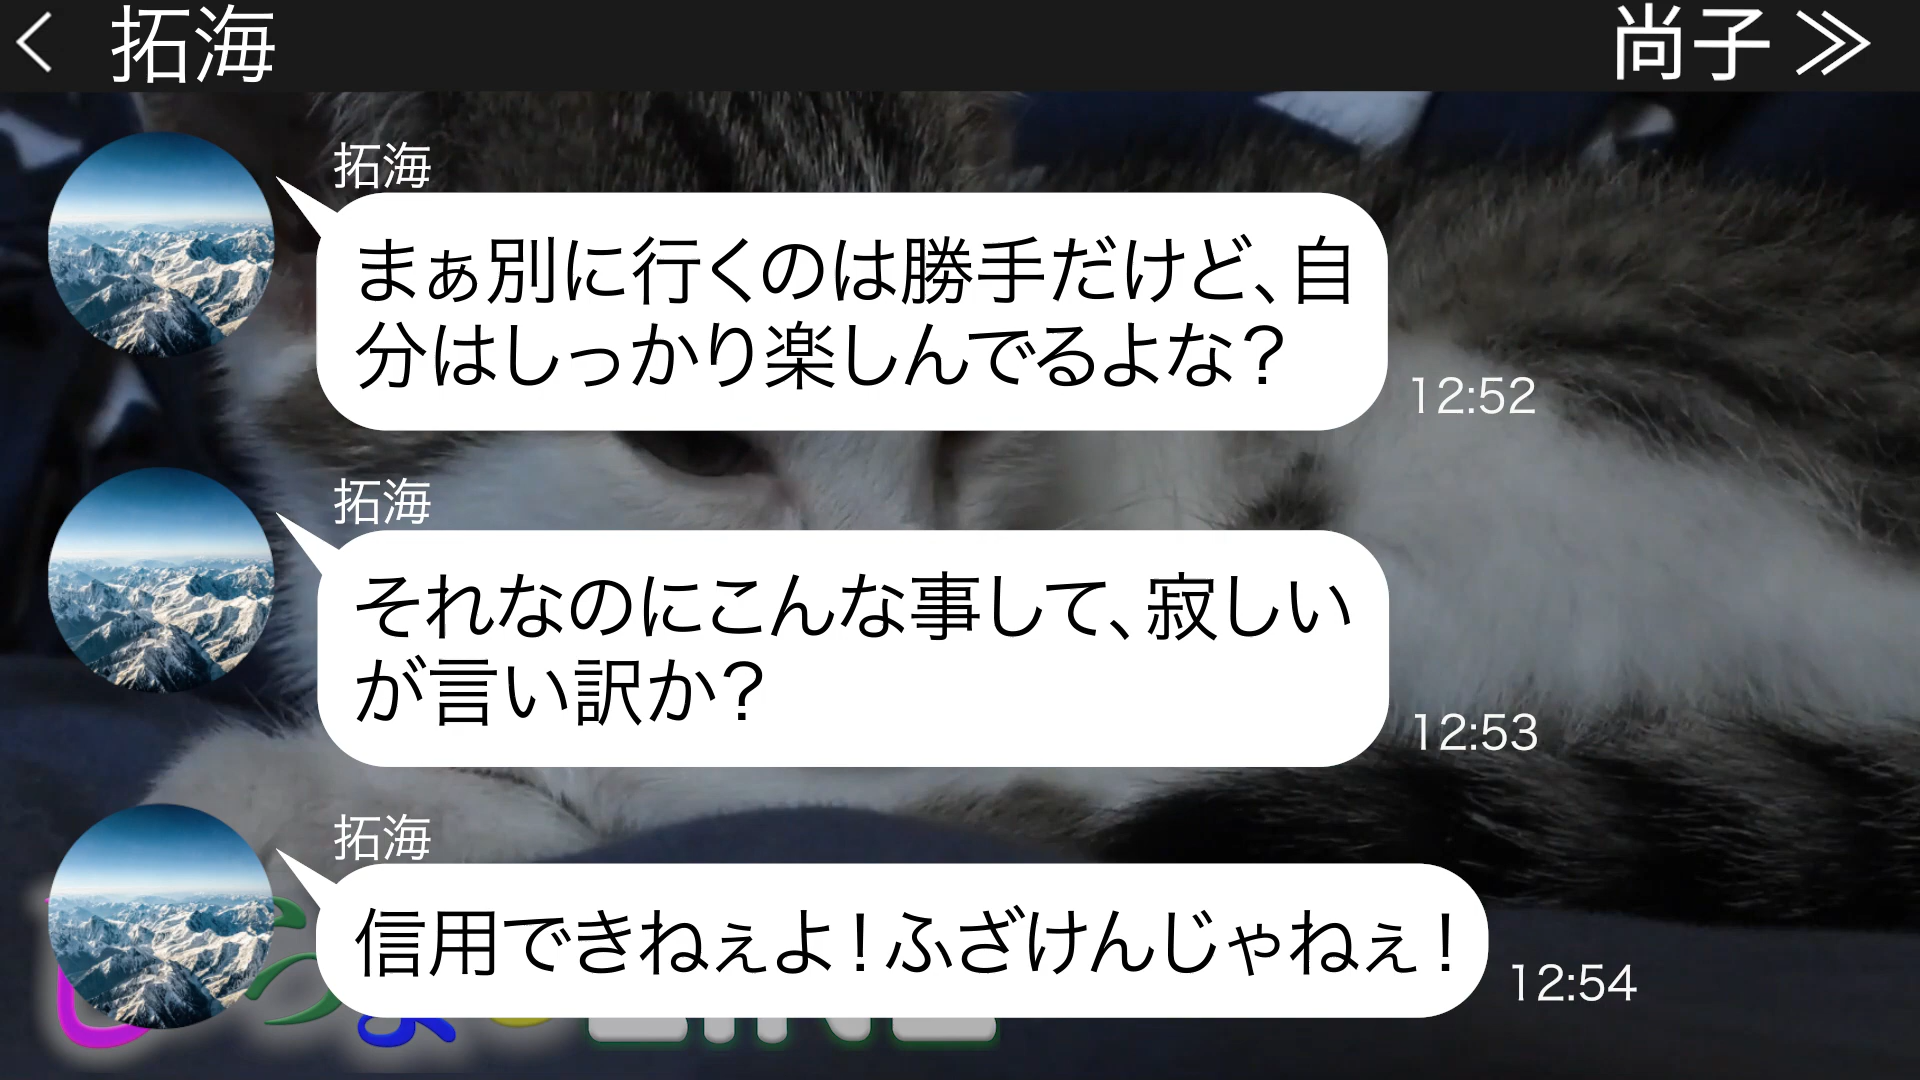 拓海
尚子
拓海
まぁ別に行くのは勝手だけど、自
分はしっかり楽しんでるよな？
12:52
拓海
それなのにこんな事して、寂しい
が言い訳か？
12:53
拓海
信用できねぇよ！ふざけんじゃねぇ！
12:54